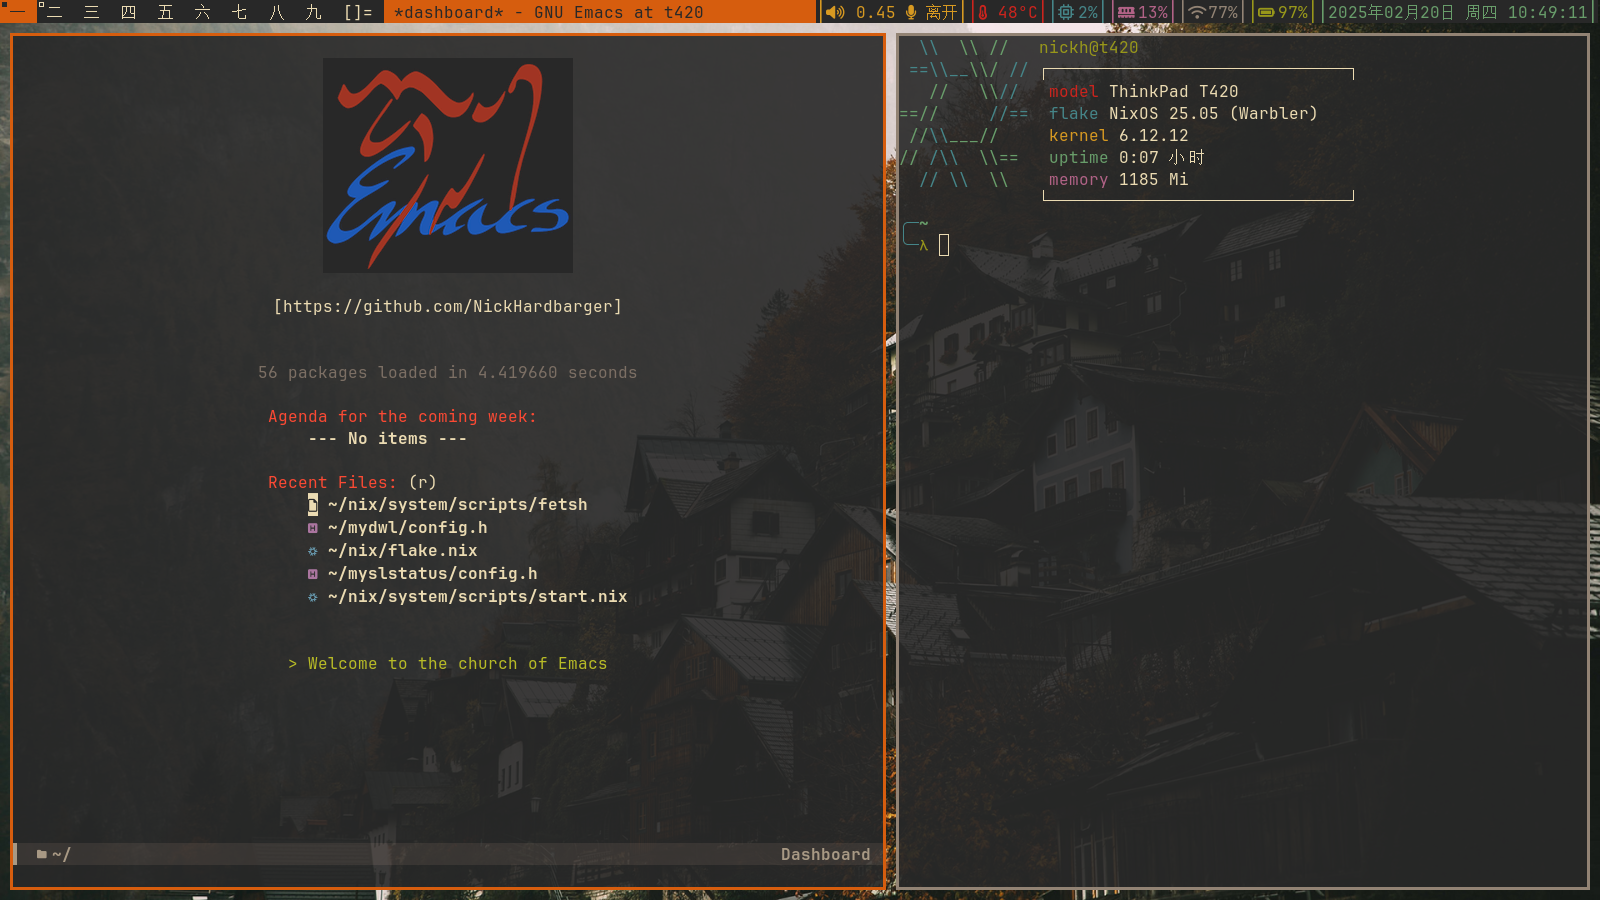 一 二 三 四 五 六 七 八 九 []= *dashboard* - GNU Emacs at t420 0.45 离开 48°C 2% 13% 77% 97% 2025年02月20日 周四 10:49:11
Emacs
[https://github.com/NickHardbarger]
56 packages loaded in 4.419660 seconds
Agenda for the coming week:
--- No items ---
Recent Files: (r)
~/nix/system/scripts/fetsh
~/mydwl/config.h
~/nix/flake.nix
~/myslstatus/config.h
~/nix/system/scripts/start.nix
> Welcome to the church of Emacs
~/ Dashboard
nickh@t420
model ThinkPad T420
flake NixOS 25.05 (Warbler)
kernel 6.12.12
uptime 0:07 小时
memory 1185 Mi
~
λ